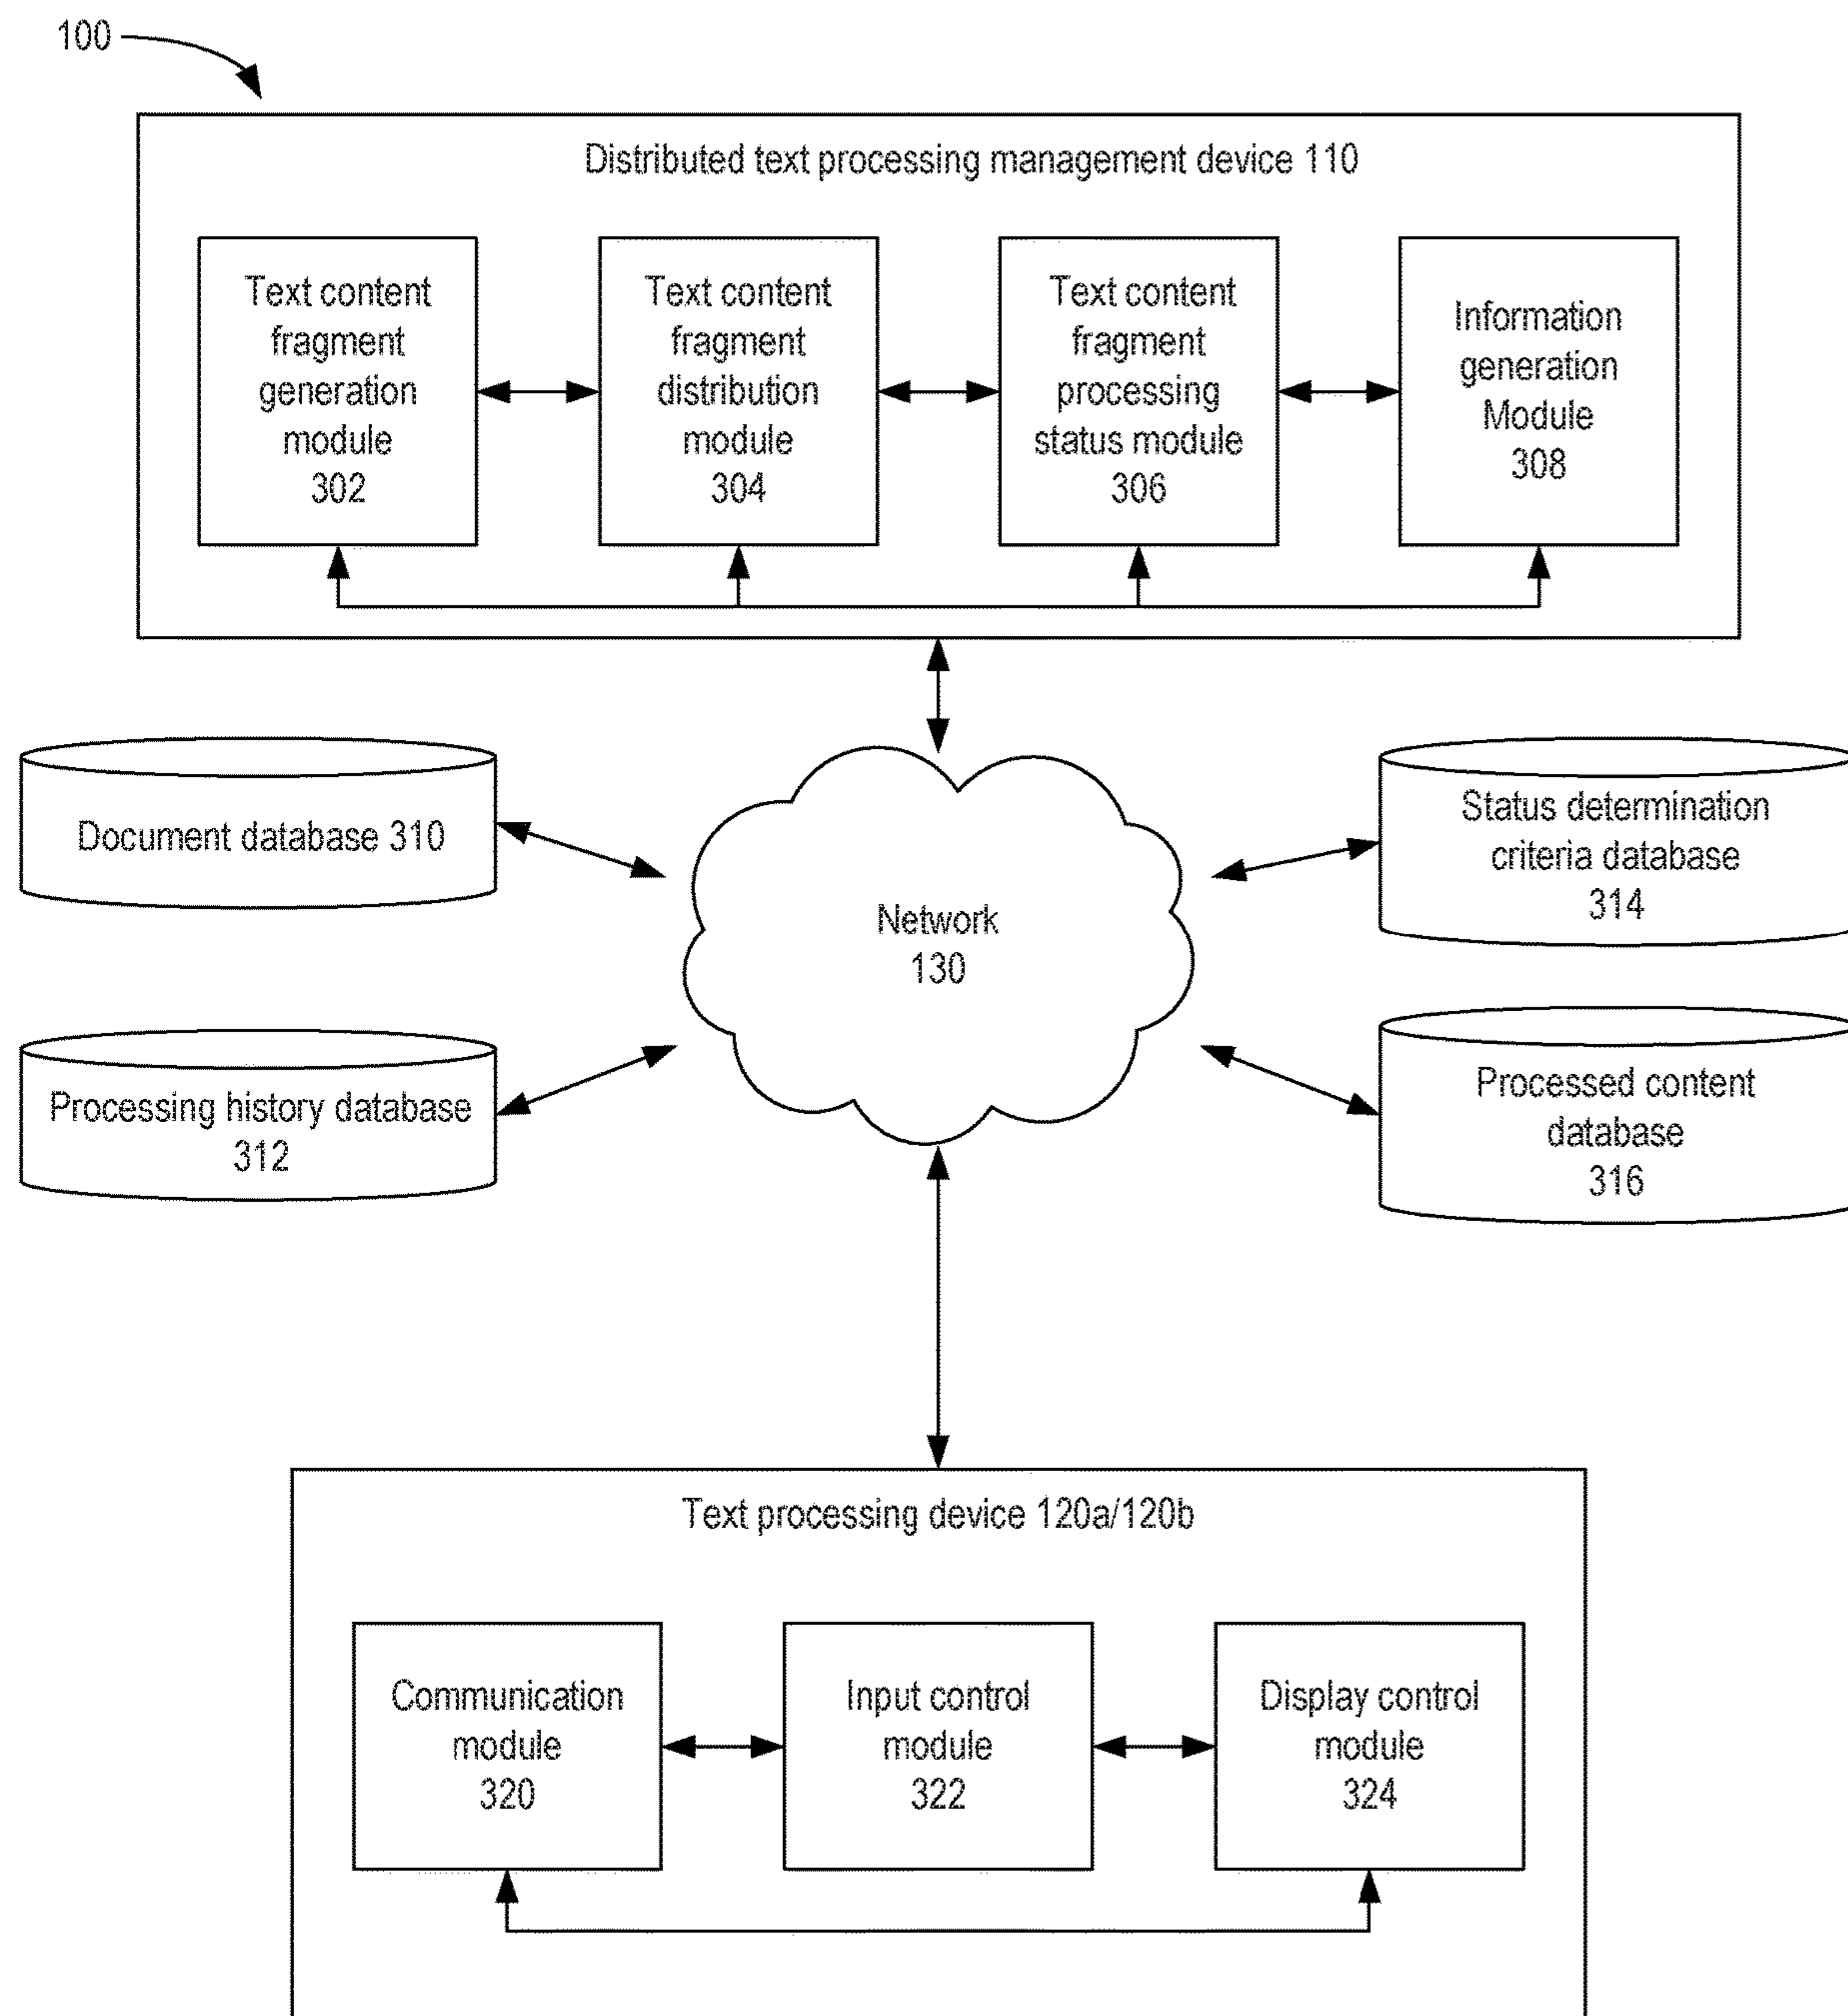 100
Distributed text processing management device 110
Text content
fragment
generation
module
302
Text content
fragment
distribution
module
304
Text content
fragment
processing
status module
306
Information
generation
Module
308
Document database 310
Status determination
criteria database
314
Network
130
Processing history database
312
Processed content
database
316
Text processing device 120a/120b
Communication
module
320
Input control
module
322
Display control
module
324